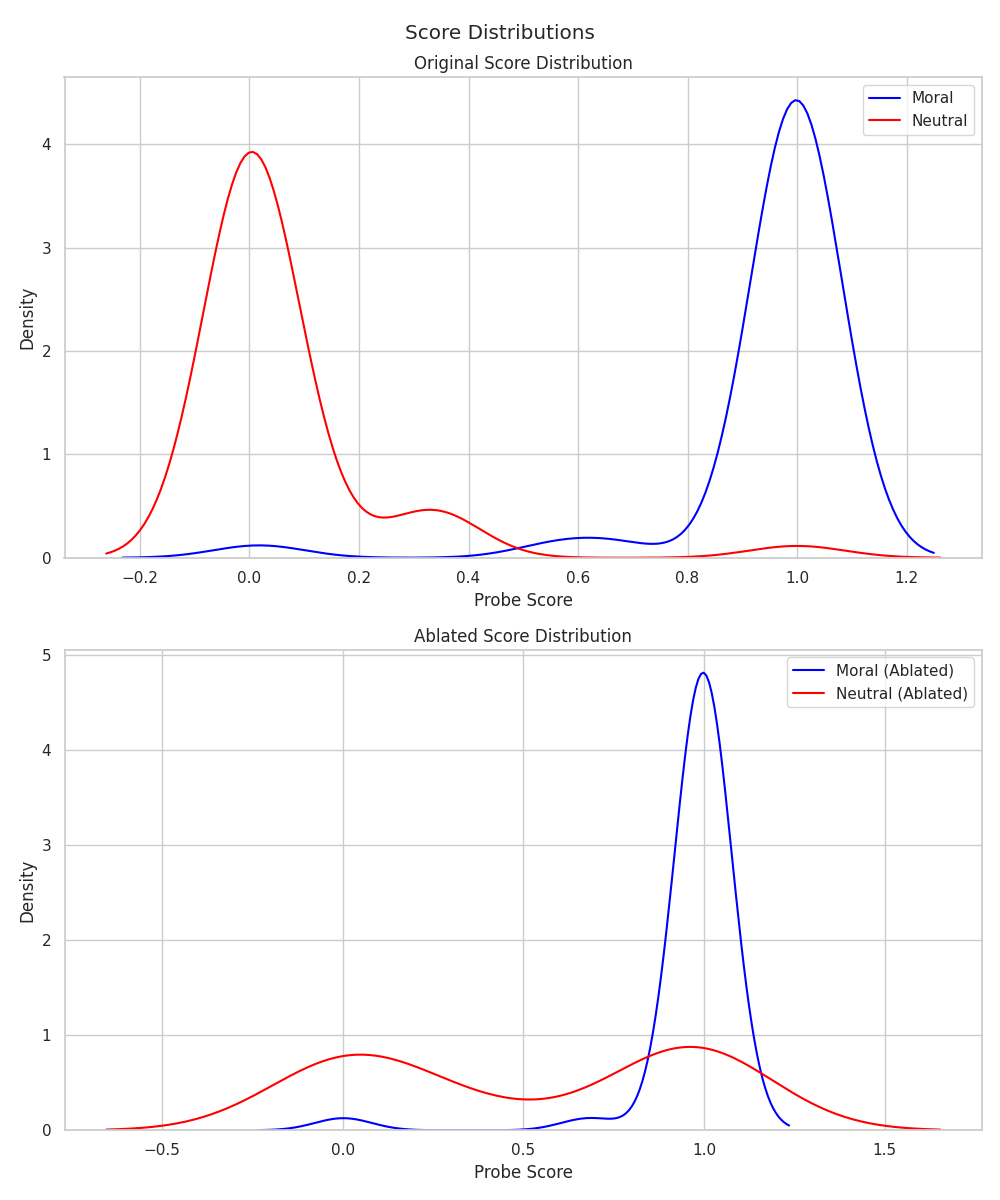 Score Distributions
Original Score Distribution
Moral
Neutral
4
3
2
1
0
Density
−0.2
0.0
0.2
0.4
0.6
0.8
1.0
1.2
Probe Score
Ablated Score Distribution
Moral (Ablated)
Neutral (Ablated)
5
4
3
2
1
0
Density
−0.5
0.0
0.5
1.0
1.5
Probe Score